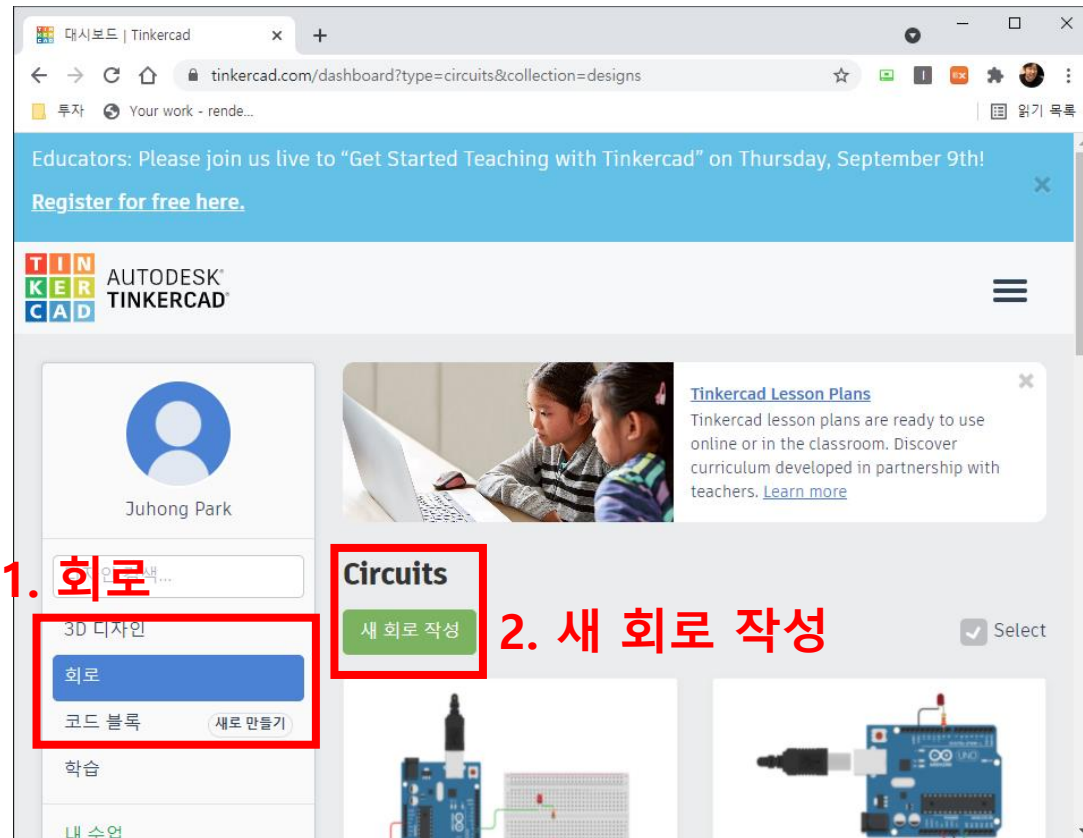 대시보드 | Tinkercad
tinkercad.com/dashboard?type=circuits&collection=designs
투자
Your work - rende...
읽기 목록
Educators: Please join us live to “Get Started Teaching with Tinkercad” on Thursday, September 9th!
Register for free here.
TIN
KER
CAD
AUTODESK®
TINKERCAD®
Juhong Park
Tinkercad Lesson Plans
Tinkercad lesson plans are ready to use
online or in the classroom. Discover
curriculum developed in partnership with
teachers. Learn more
1. 회로
3D 디자인
회로
코드 블록
새로 만들기
학습
내 수업
Circuits
새 회로 작성
2. 새 회로 작성
Select
UNO